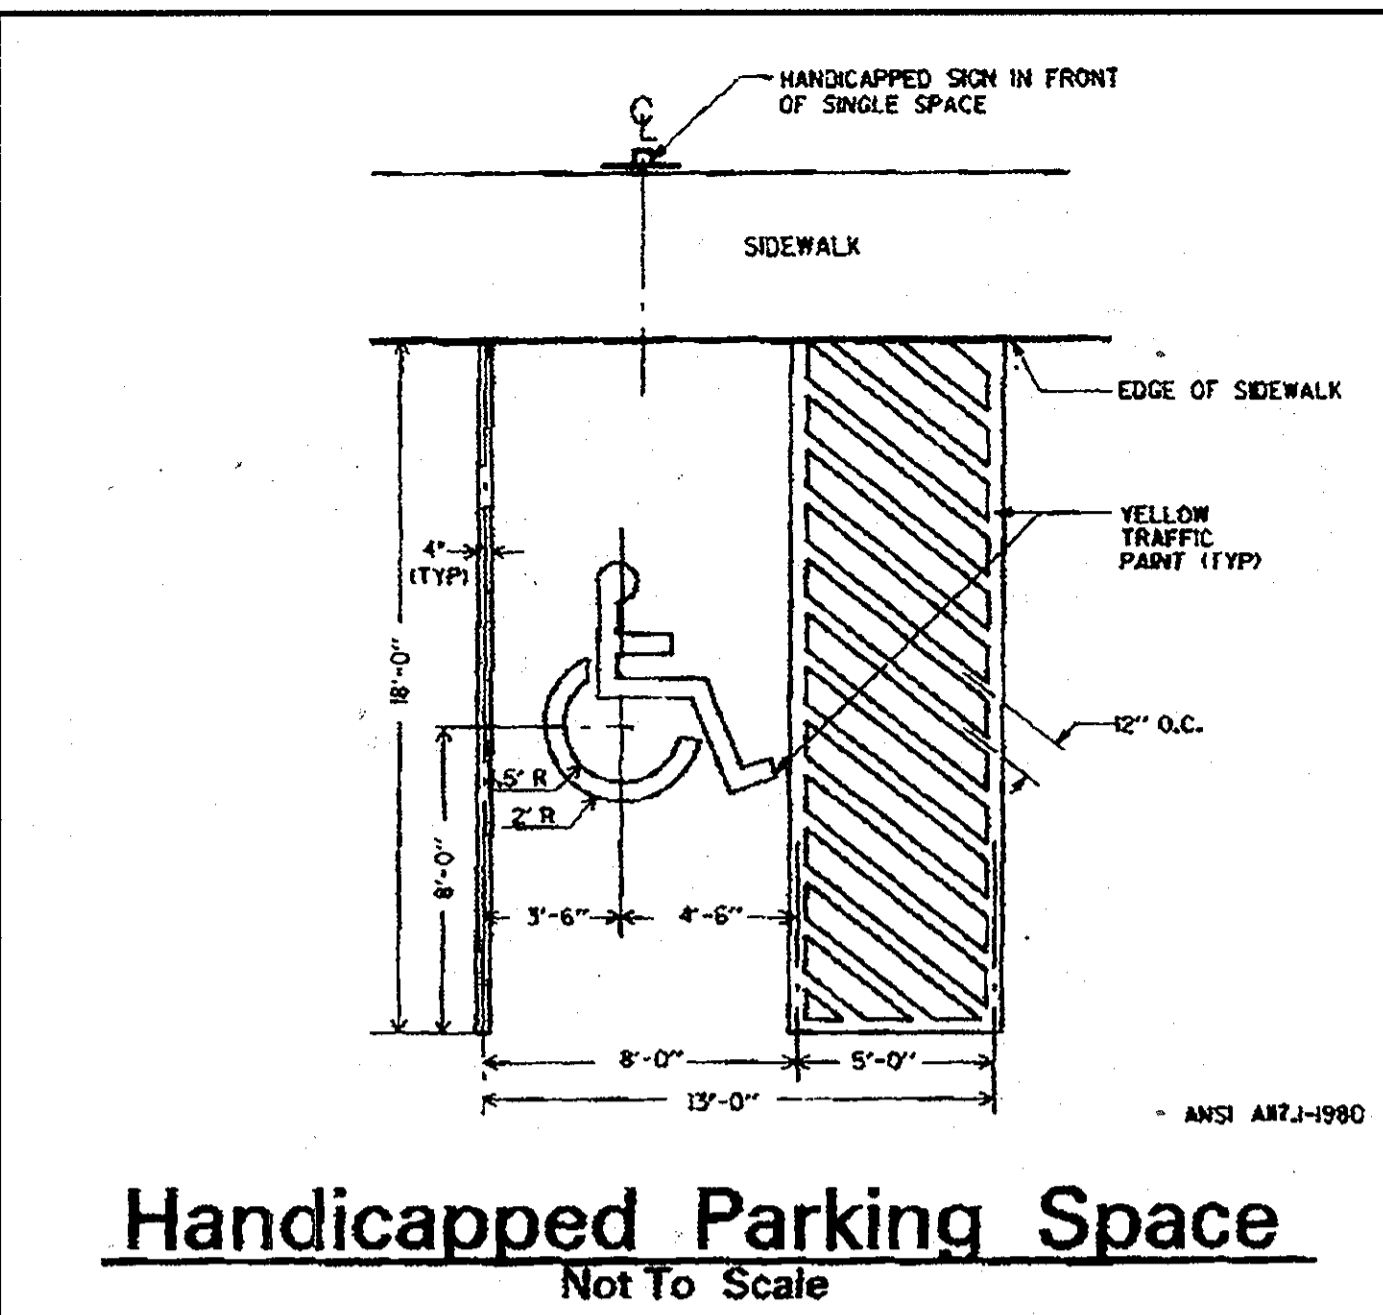 HANDICAPPED SIGN IN FRONT
OF SINGLE SPACE
CL
SIDEWALK
EDGE OF SIDEWALK
YELLOW
TRAFFIC
PAINT (TYP)
4"
(TYP)
18'-0"
12" O.C.
5' R
2' R
8'-0"
3'-6"
4'-6"
8'-0"
5'-0"
13'-0"
ANSI A117.1-1980
Handicapped Parking Space
Not To Scale